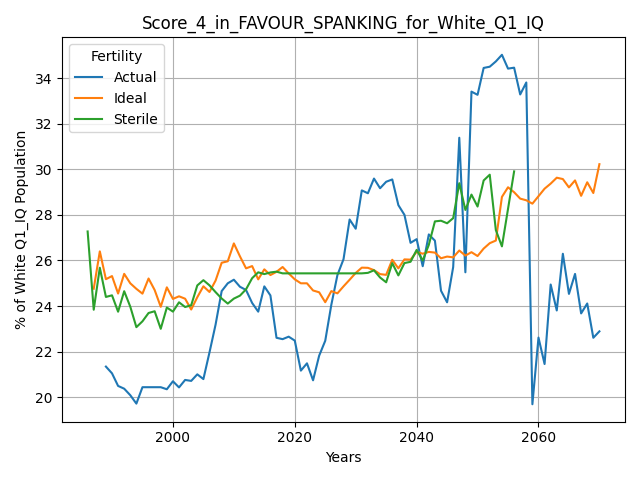 Score_4_in_FAVOUR_SPANKING_for_White_Q1_IQ
Fertility
Actual
Ideal
Sterile
% of White Q1_IQ Population
34
32
30
28
26
24
22
20
2000
2020
2040
2060
Years